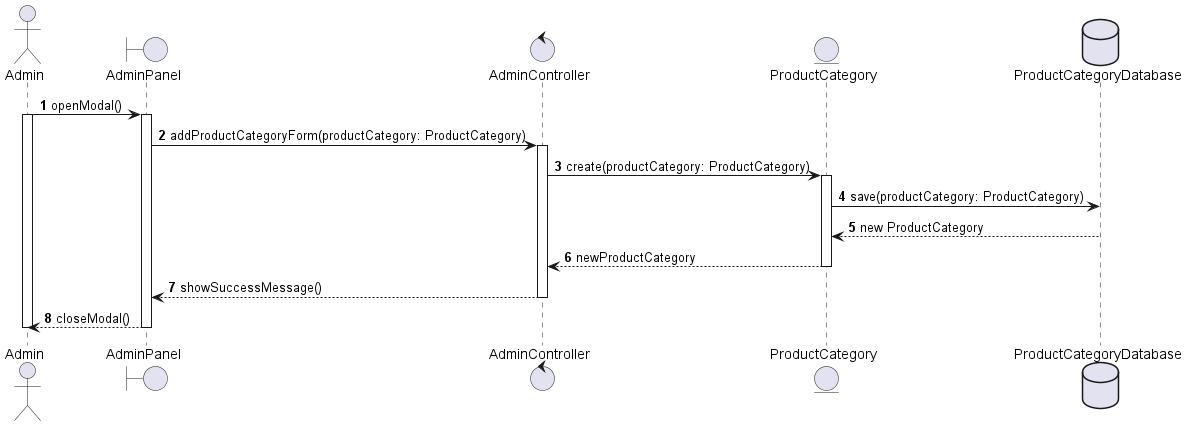 Admin
AdminPanel
AdminController
ProductCategory
ProductCategoryDatabase
1 openModal()
2 addProductCategoryForm(productCategory: ProductCategory)
3 create(productCategory: ProductCategory)
4 save(productCategory: ProductCategory)
5 new ProductCategory
6 newProductCategory
7 showSuccessMessage()
8 closeModal()
Admin
AdminPanel
AdminController
ProductCategory
ProductCategoryDatabase